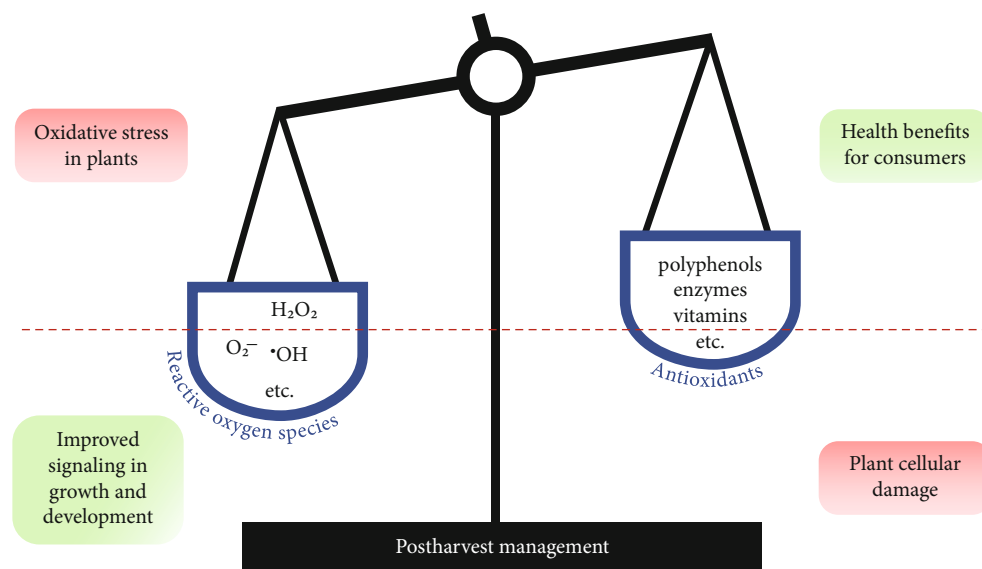 Oxidative stress
in plants
Health benefits
for consumers
H₂O₂
O₂⁻ •OH
etc.
Reactive oxygen species
polyphenols
enzymes
vitamins
etc.
Antioxidants
Improved
signaling in
growth and
development
Plant cellular
damage
Postharvest management